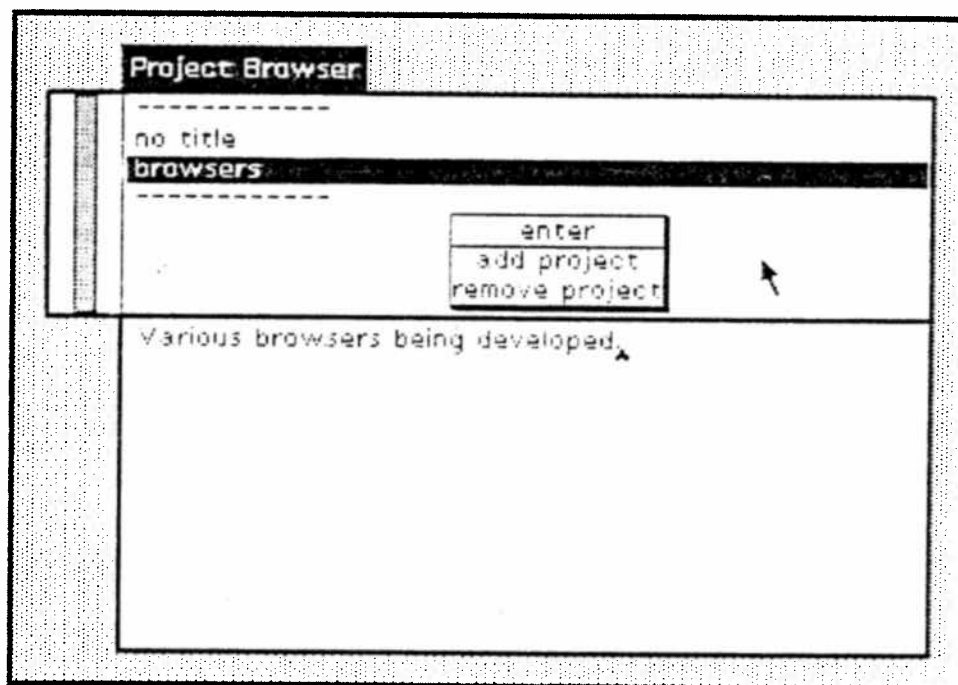 Project Browser
------------
no title
browsers
------------
enter
add project
remove project
Various browsers being developed.